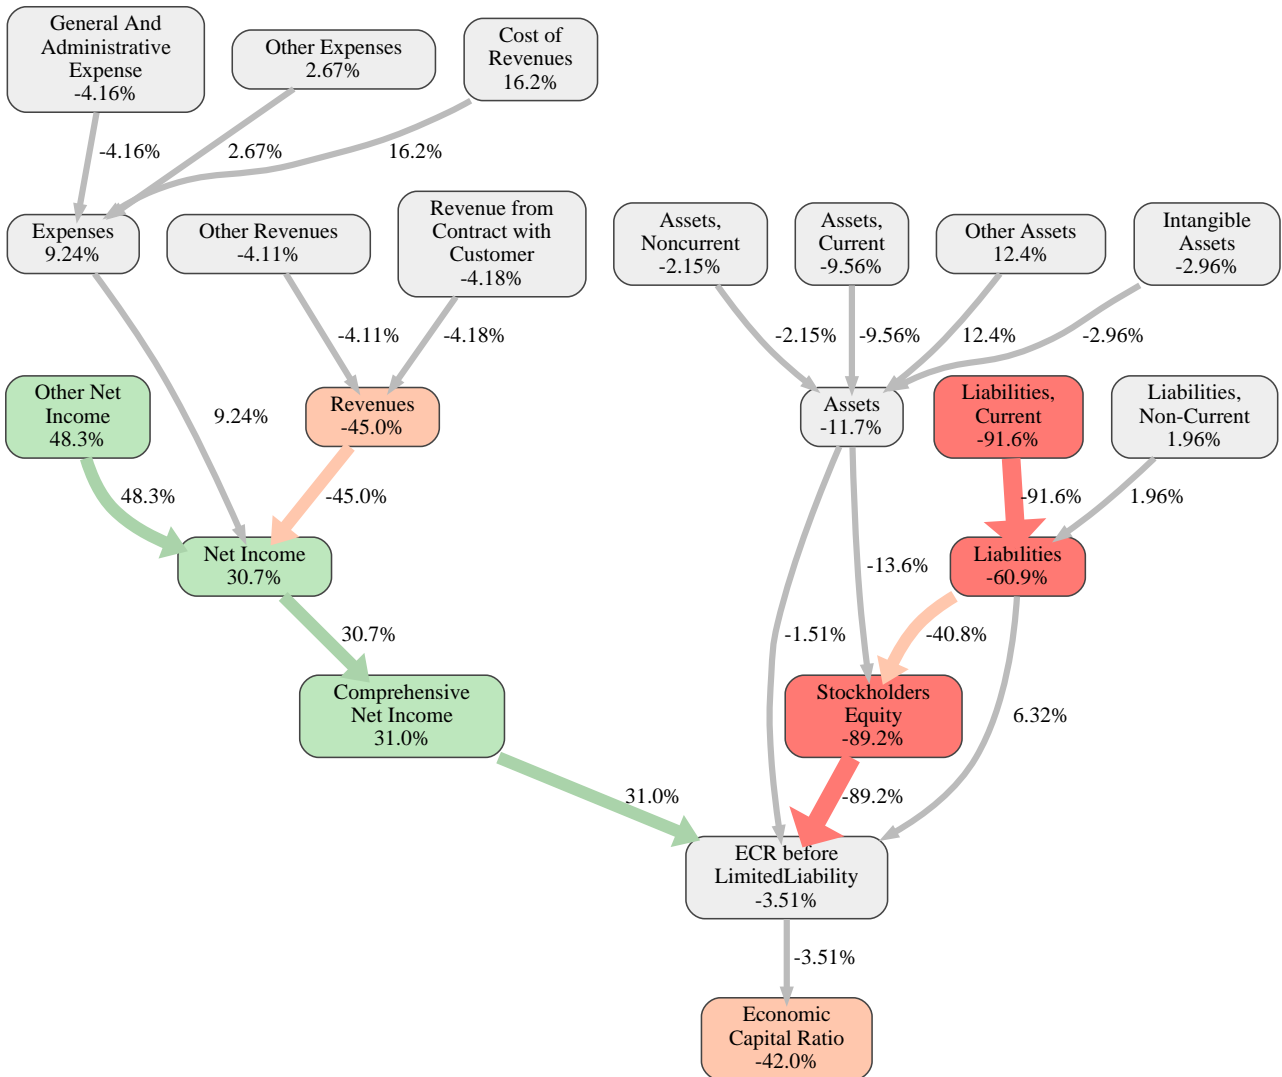 General And
Administrative
Expense
-4.16%
Other Expenses
2.67%
Cost of
Revenues
16.2%
-4.16%
2.67%
16.2%
Expenses
9.24%
Other Revenues
-4.11%
Revenue from
Contract with
Customer
-4.18%
Assets,
Noncurrent
-2.15%
Assets,
Current
-9.56%
Other Assets
12.4%
Intangible
Assets
-2.96%
-4.11%
-4.18%
-2.15%
-9.56%
12.4%
-2.96%
Other Net
Income
48.3%
9.24%
Revenues
-45.0%
Assets
-11.7%
Liabilities,
Current
-91.6%
Liabilities,
Non-Current
1.96%
48.3%
-45.0%
-91.6%
1.96%
Net Income
30.7%
-13.6%
Liabilities
-60.9%
30.7%
-1.51%
-40.8%
Comprehensive
Net Income
31.0%
Stockholders
Equity
-89.2%
6.32%
31.0%
-89.2%
ECR before
LimitedLiability
-3.51%
-3.51%
Economic
Capital Ratio
-42.0%